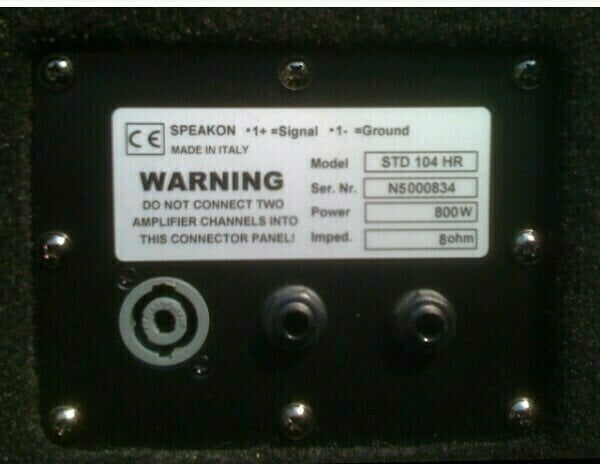 CE SPEAKON •1+ =Signal •1- =Ground
MADE IN ITALY
WARNING
DO NOT CONNECT TWO
AMPLIFIER CHANNELS INTO
THIS CONNECTOR PANEL!
Model STD 104 HR
Ser. Nr. N5000834
Power 800W
Imped. 8ohm